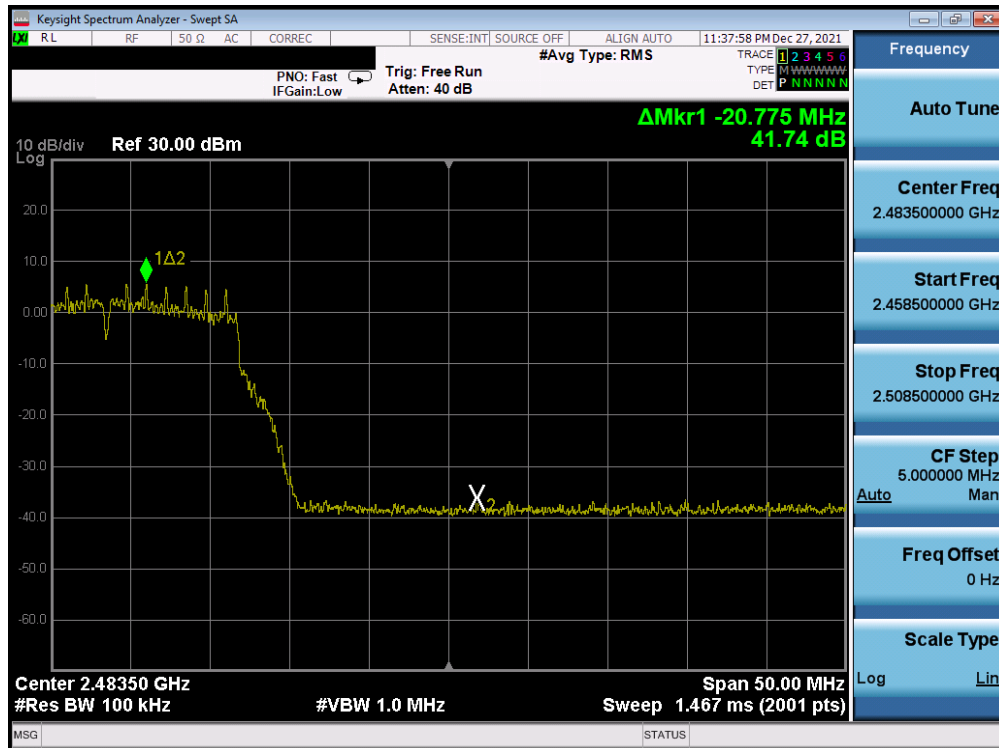 Keysight Spectrum Analyzer - Swept SA
LXI RL RF 50 Ω AC CORREC SENSE:INT SOURCE OFF ALIGN AUTO 11:37:58 PM Dec 27, 2021
#Avg Type: RMS
TRACE 1 2 3 4 5 6
TYPE M WWWWW
DET P N N N N N
PNO: Fast
IFGain:Low
Trig: Free Run
Atten: 40 dB
ΔMkr1 -20.775 MHz
41.74 dB
10 dB/div
Log
Ref 30.00 dBm
20.0
10.0
0.00
-10.0
-20.0
-30.0
-40.0
-50.0
-60.0
1Δ2
X2
Center 2.48350 GHz
Span 50.00 MHz
#Res BW 100 kHz
#VBW 1.0 MHz
Sweep 1.467 ms (2001 pts)
MSG
STATUS
Frequency
Auto Tune
Center Freq
2.483500000 GHz
Start Freq
2.458500000 GHz
Stop Freq
2.508500000 GHz
CF Step
5.000000 MHz
Auto Man
Freq Offset
0 Hz
Scale Type
Log Lin